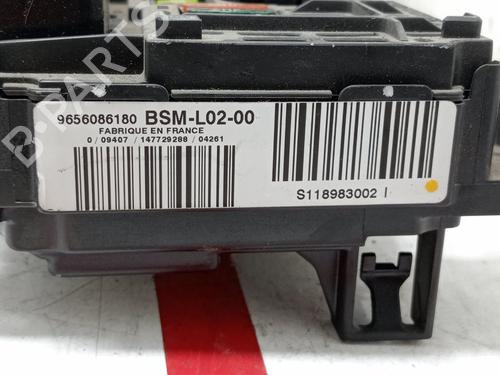 9656086180 BSM-L02-00
FABRIQUE EN FRANCE
0 / 09407 / 147729288 / 04261
S118983002 I
B-PARTS